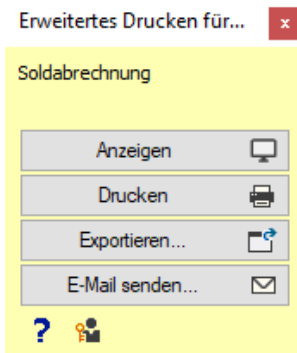 Erweitertes Drucken für...
x
Soldabrechnung
Anzeigen
Drucken
Exportieren...
E-Mail senden...
?